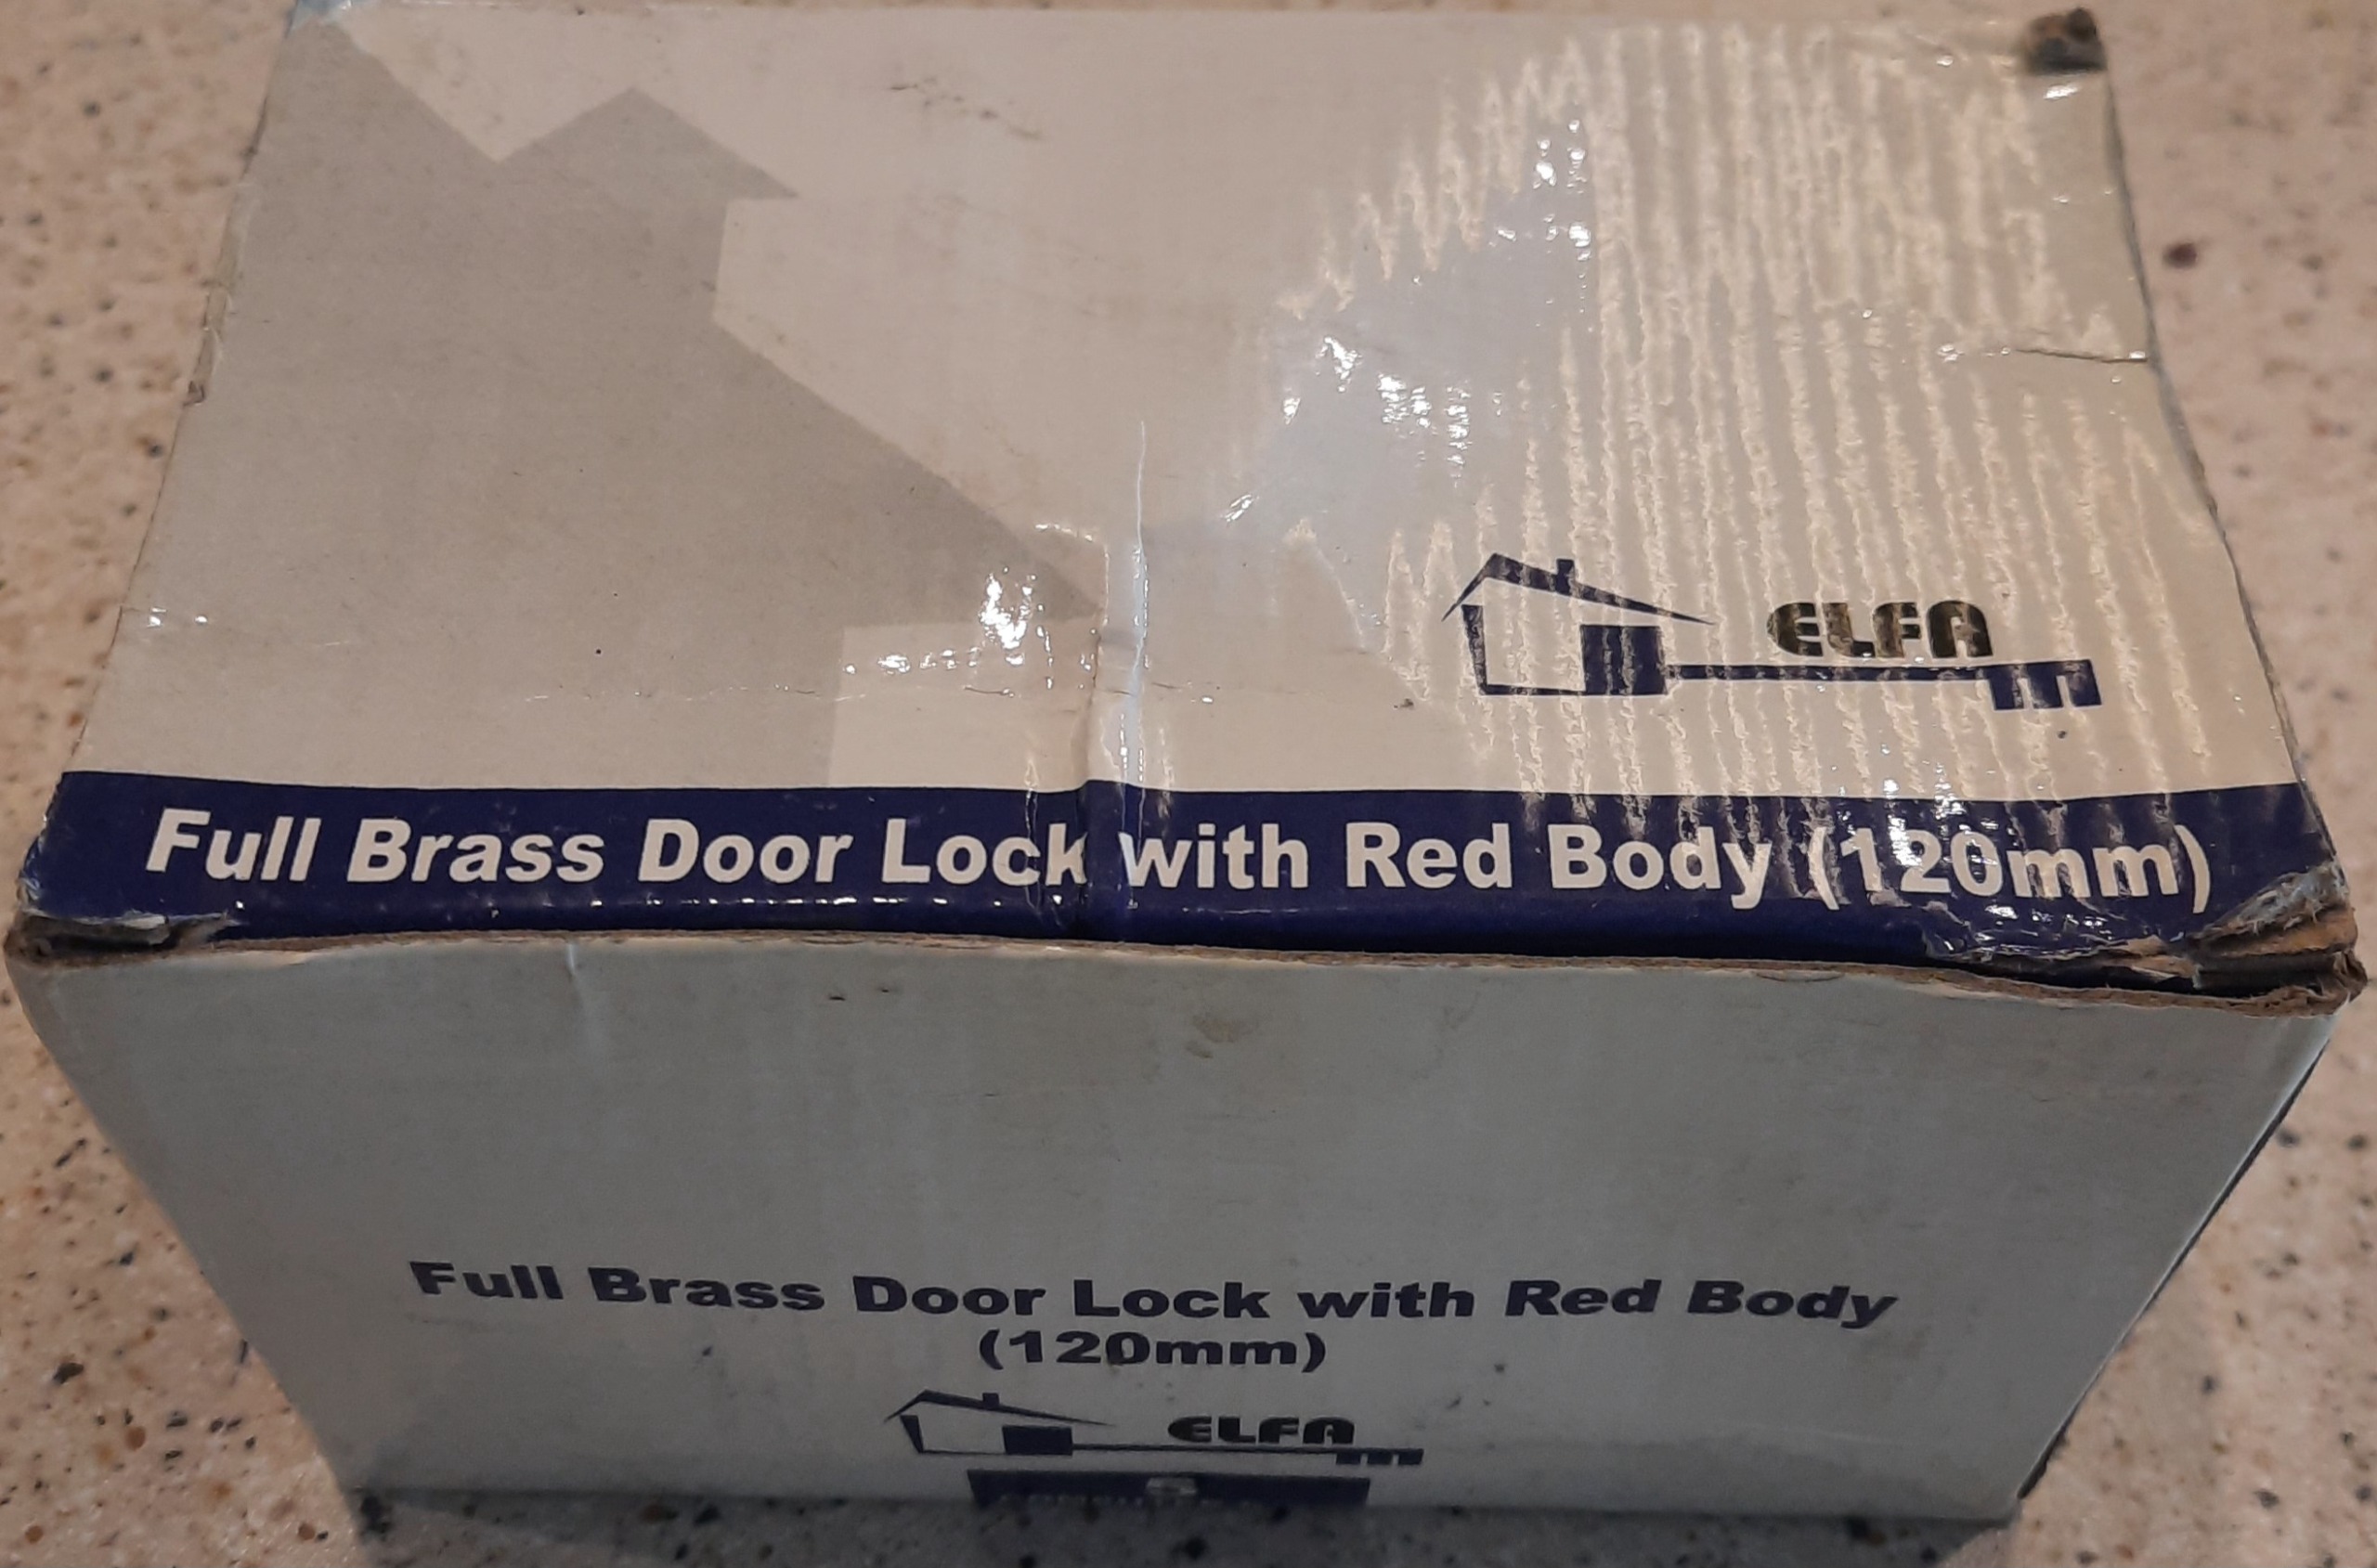 ELFA
Full Brass Door Lock with Red Body (120mm)
Full Brass Door Lock with Red Body
(120mm)
ELFA